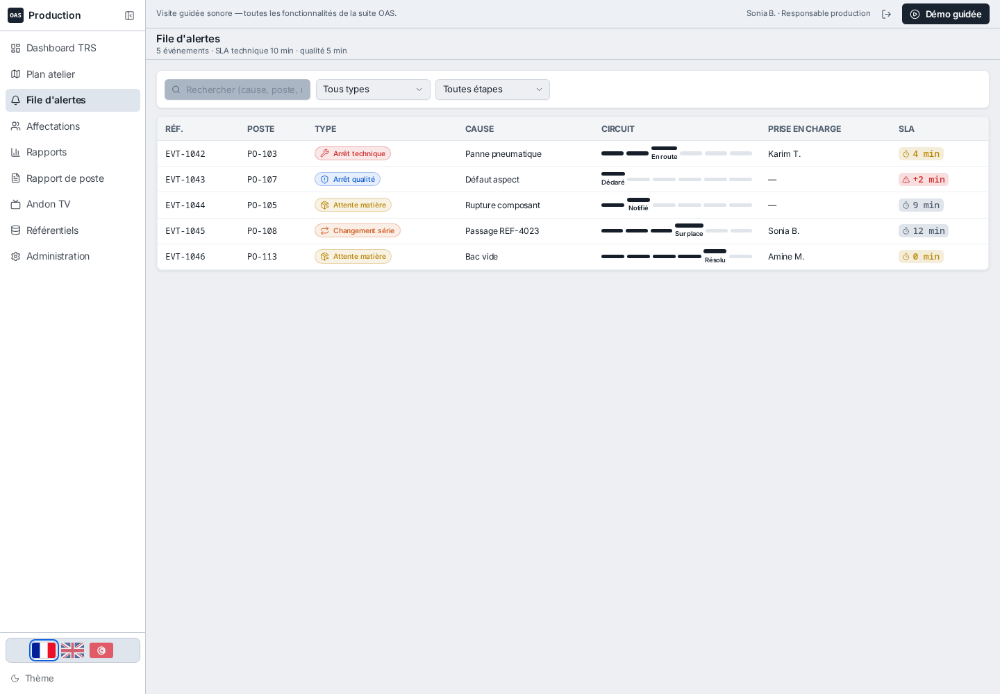 OAS Production
Visite guidée sonore — toutes les fonctionnalités de la suite OAS.
Sonia B. · Responsable production
Démo guidée
Dashboard TRS
Plan atelier
File d'alertes
Affectations
Rapports
Rapport de poste
Andon TV
Référentiels
Administration
Thème
File d'alertes
5 événements · SLA technique 10 min · qualité 5 min
Rechercher (cause, poste,
Tous types
Toutes étapes
RÉF. POSTE TYPE CAUSE CIRCUIT PRISE EN CHARGE SLA
EVT-1042 PO-103 Arrêt technique Panne pneumatique En route Karim T. 4 min
EVT-1043 PO-107 Arrêt qualité Défaut aspect Dédaré — +2 min
EVT-1044 PO-105 Attente matière Rupture composant Notifié — 9 min
EVT-1045 PO-108 Changement série Passage REF-4023 Sur place Sonia B. 12 min
EVT-1046 PO-113 Attente matière Bac vide Résolu Amine M. 0 min